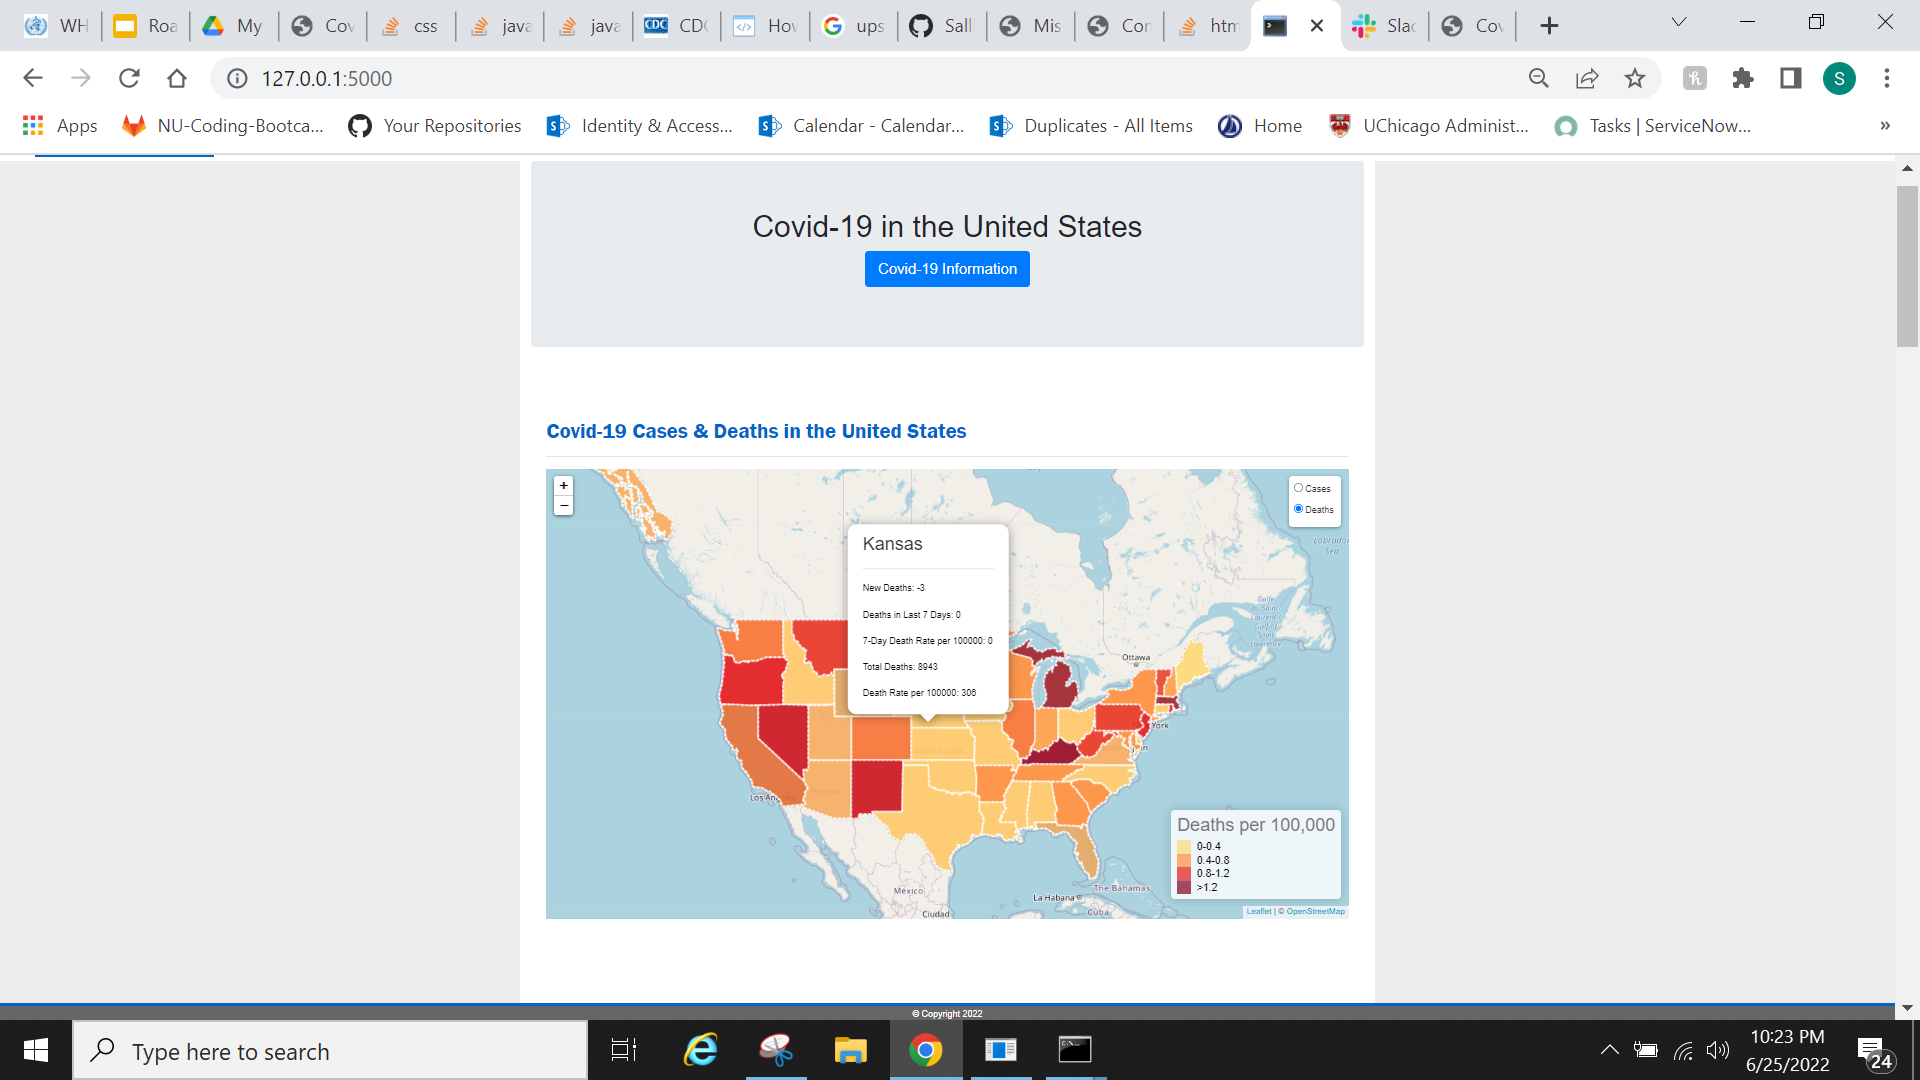 WH
Roa
My
Cov
css
java
java
CDC
Hov
ups
Sall
Mis
Con
htm
Slac
Cov
127.0.0.1:5000
S
Apps
NU-Coding-Bootca...
Your Repositories
Identity & Access...
Calendar - Calendar...
Duplicates - All Items
Home
UChicago Administ...
Tasks | ServiceNow...
»
Covid-19 in the United States
Covid-19 Information
Covid-19 Cases & Deaths in the United States
+
−
Cases
Deaths
Kansas
New Deaths: -3
Deaths in Last 7 Days: 0
7-Day Death Rate per 100000: 0
Total Deaths: 8943
Death Rate per 100000: 306
Labrador
Sea
Golfe
du Saint-
Laurent /
Gulf of
Saint
Lawrence
Ottawa
York
Los An
México
Ciudad
La Habana
Cuba
The Bahamas
Deaths per 100,000
0-0.4
0.4-0.8
0.8-1.2
>1.2
Leaflet | © OpenStreetMap
© Copyright 2022
Type here to search
10:23 PM
6/25/2022
24